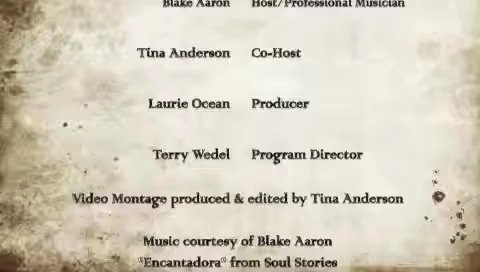 Blake Aaron Host/Professional Musician
Tina Anderson Co-Host
Laurie Ocean Producer
Terry Wedel Program Director
Video Montage produced & edited by Tina Anderson
Music courtesy of Blake Aaron
"Encantadora" from Soul Stories